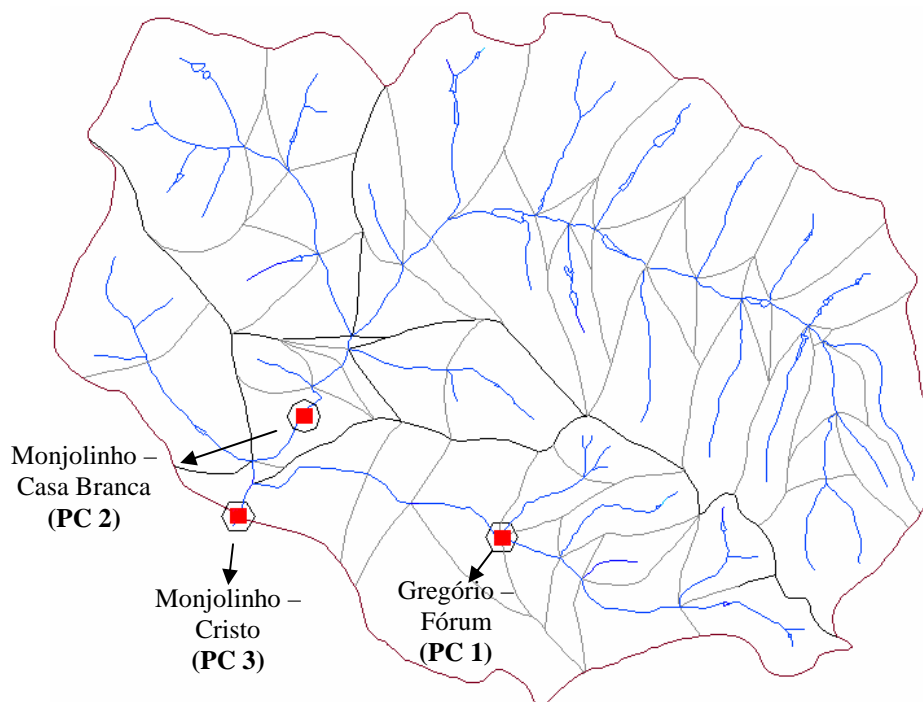 Monjolinho –
Casa Branca
(PC 2)
Monjolinho –
Cristo
(PC 3)
Gregório –
Fórum
(PC 1)